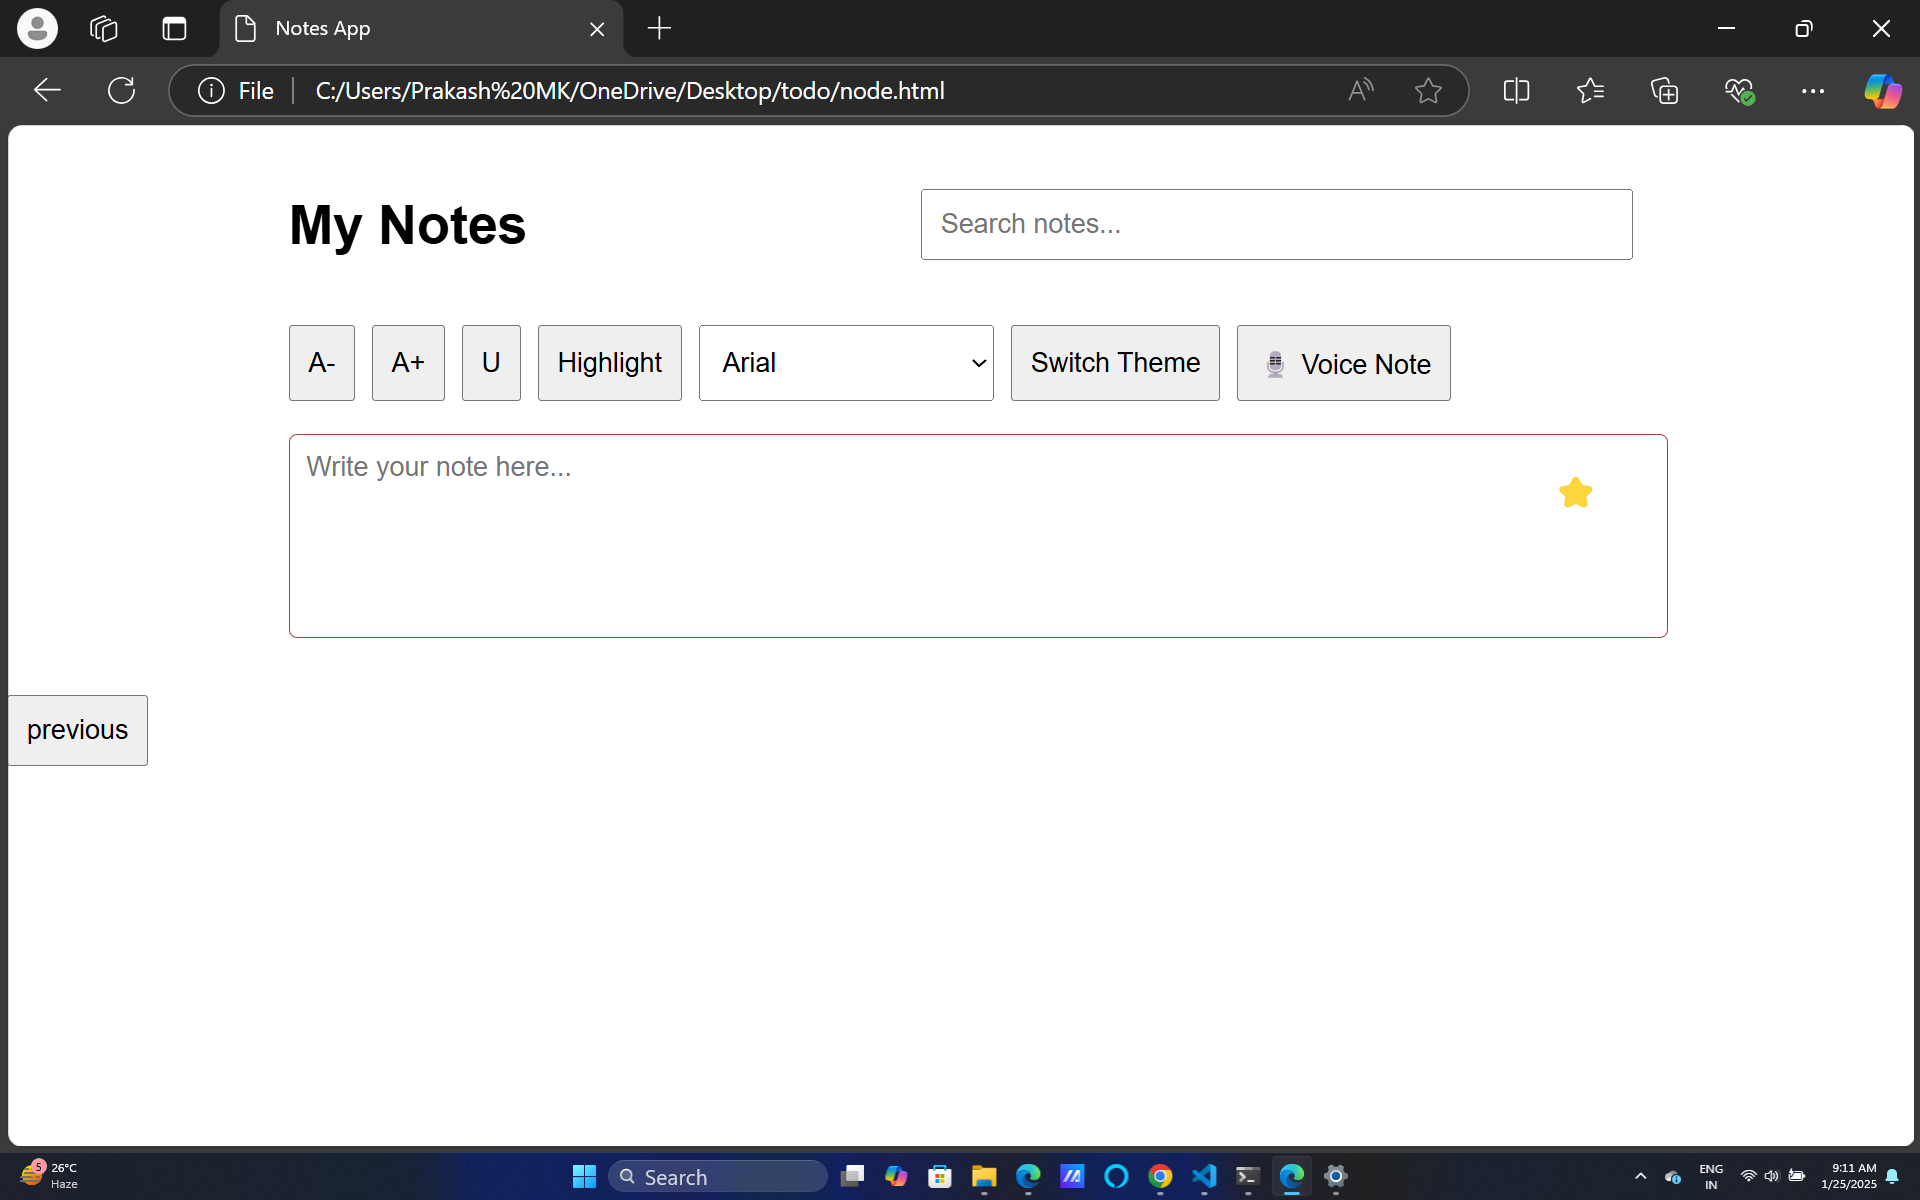 Notes App
File C:/Users/Prakash%20MK/OneDrive/Desktop/todo/node.html
My Notes
Search notes...
A- A+ U Highlight Arial Switch Theme Voice Note
Write your note here...
previous
5 26°C
Haze
Search
ENG
IN
9:11 AM
1/25/2025